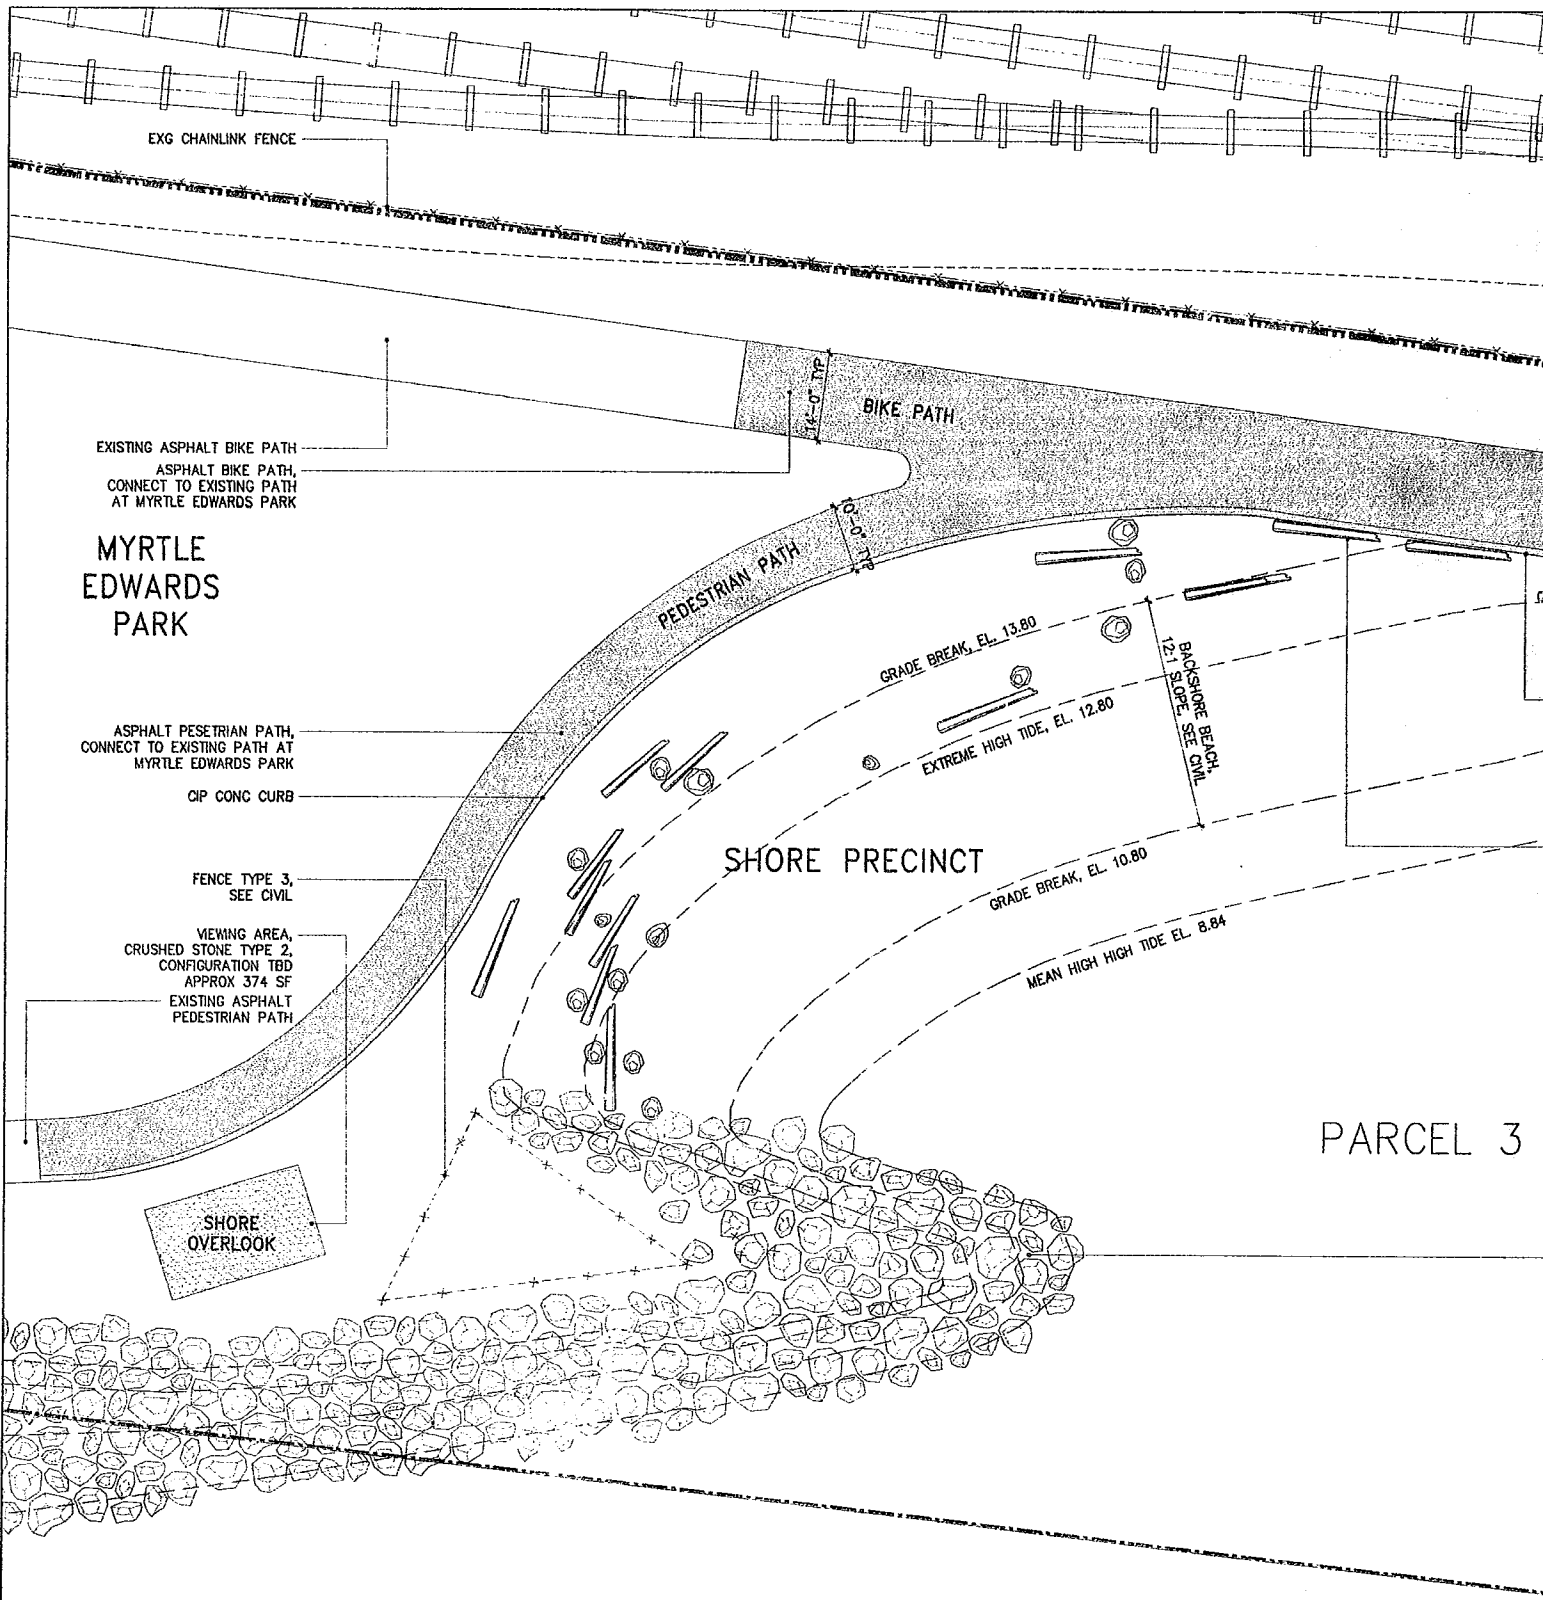 EXG CHAINLINK FENCE
14'-0" TYP
BIKE PATH
EXISTING ASPHALT BIKE PATH
ASPHALT BIKE PATH,
CONNECT TO EXISTING PATH
AT MYRTLE EDWARDS PARK
10'-0" TYP
MYRTLE
EDWARDS
PARK
PEDESTRIAN PATH
GRADE BREAK, EL. 13.80
BACKSHORE BEACH,
12:1 SLOPE, SEE CIVIL
EXTREME HIGH TIDE, EL. 12.80
ASPHALT PESETRIAN PATH,
CONNECT TO EXISTING PATH AT
MYRTLE EDWARDS PARK
CIP CONC CURB
SHORE PRECINCT
GRADE BREAK, EL. 10.80
FENCE TYPE 3,
SEE CIVIL
MEAN HIGH HIGH TIDE EL. 8.84
VIEWING AREA,
CRUSHED STONE TYPE 2,
CONFIGURATION TBD
APPROX 374 SF
EXISTING ASPHALT
PEDESTRIAN PATH
PARCEL 3
SHORE
OVERLOOK